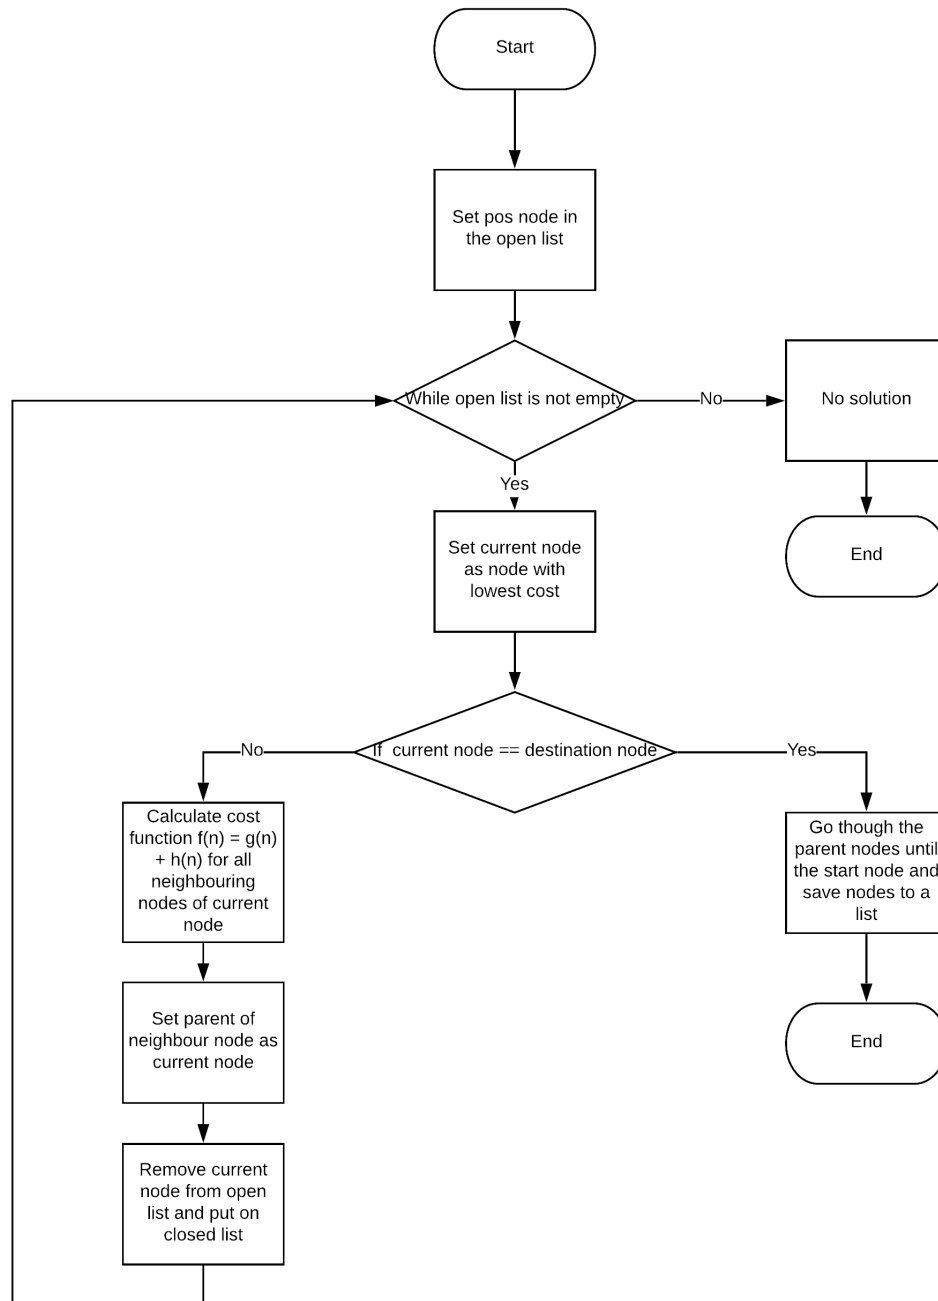 Start
Set pos node in
the open list
While open list is not empty
No
No solution
Yes
End
Set current node
as node with
lowest cost
If  current node == destination node
No
Yes
Calculate cost
function f(n) = g(n)
+ h(n) for all
neighbouring
nodes of current
node
Go though the
parent nodes until
the start node and
save nodes to a
list
Set parent of
neighbour node as
current node
End
Remove current
node from open
list and put on
closed list